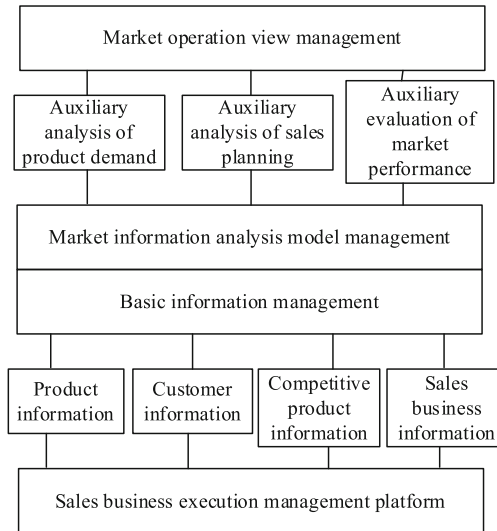 Market operation view management
Auxiliary
analysis of
product demand
Auxiliary
analysis of sales
planning
Auxiliary
evaluation of
market
performance
Market information analysis model management
Basic information management
Product
information
Customer
information
Competitive
product
information
Sales
business
information
Sales business execution management platform